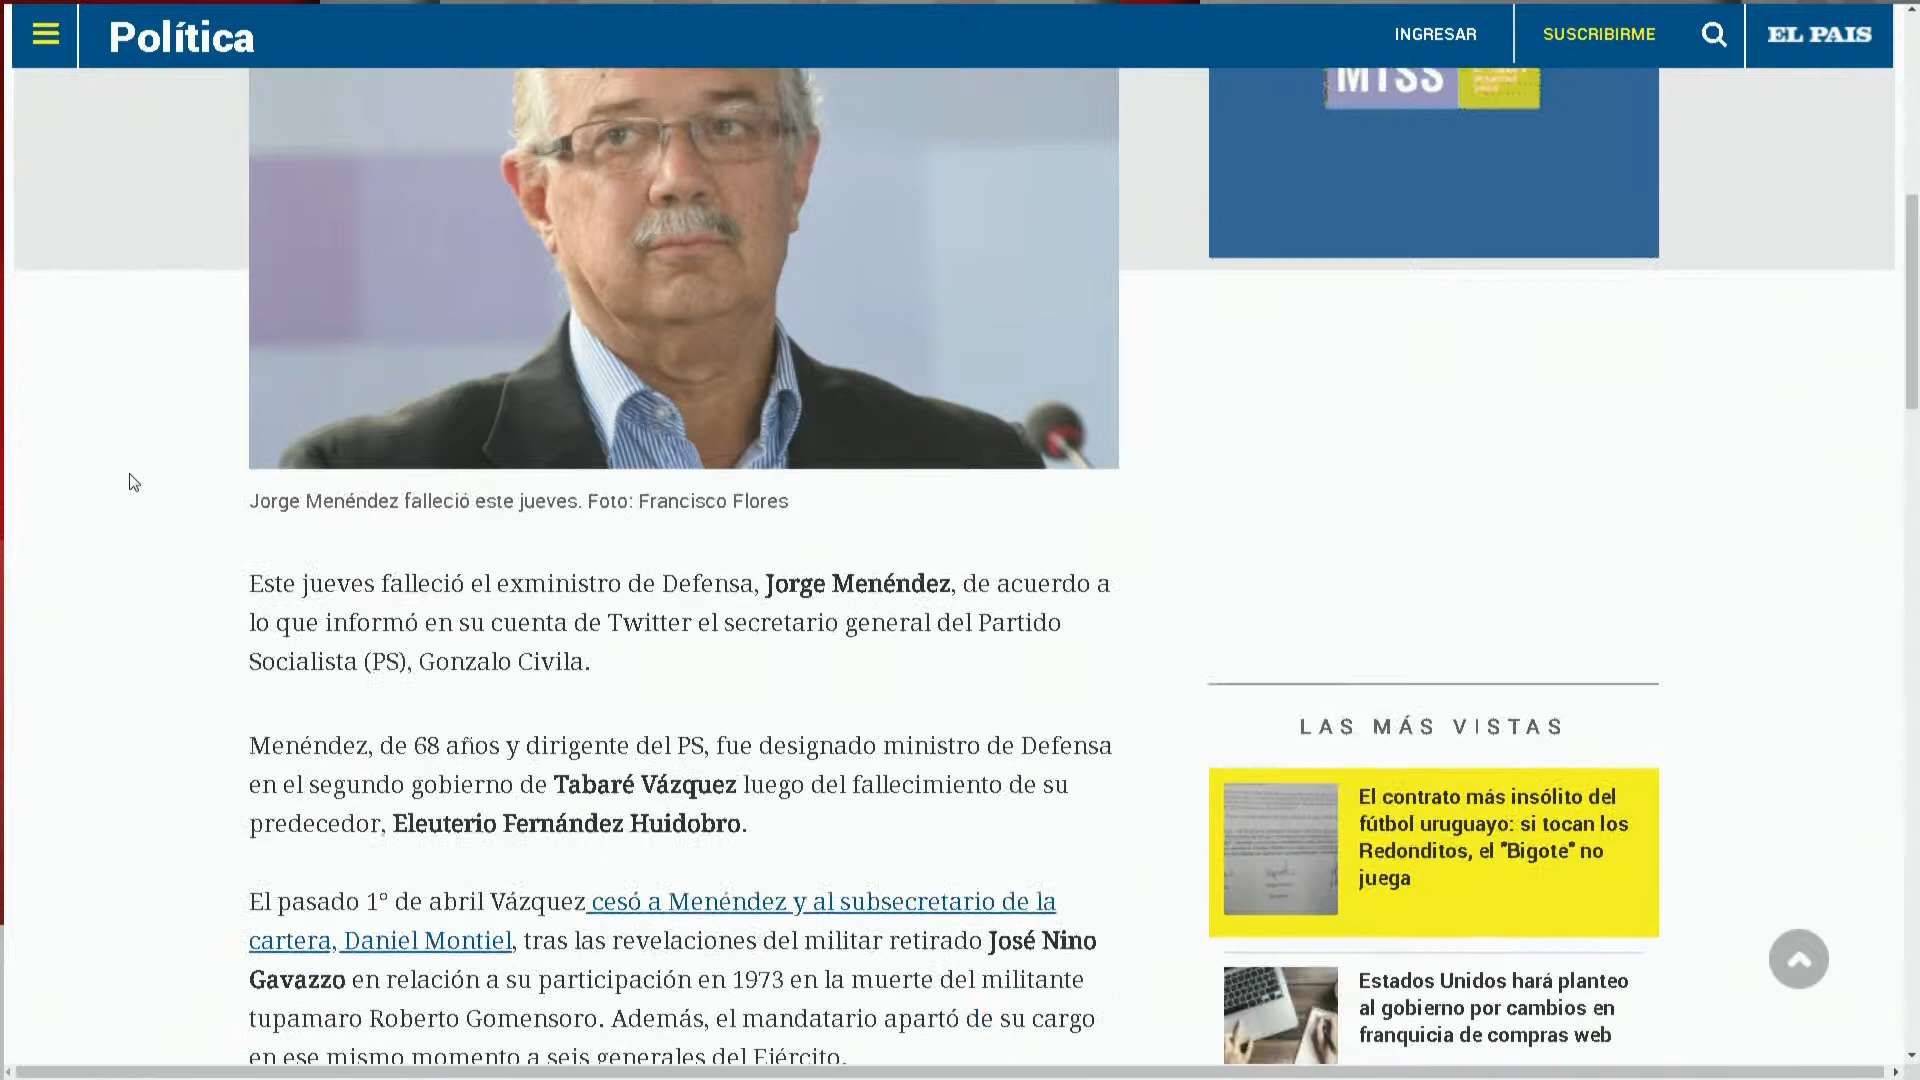 Política
INGRESAR
SUSCRIBIRME
EL PAIS
MTSS
Jorge Menéndez falleció este jueves. Foto: Francisco Flores
Este jueves falleció el exministro de Defensa, Jorge Menéndez, de acuerdo a
lo que informó en su cuenta de Twitter el secretario general del Partido
Socialista (PS), Gonzalo Civila.
Menéndez, de 68 años y dirigente del PS, fue designado ministro de Defensa
en el segundo gobierno de Tabaré Vázquez luego del fallecimiento de su
predecedor, Eleuterio Fernández Huidobro.
El pasado 1° de abril Vázquez cesó a Menéndez y al subsecretario de la
cartera, Daniel Montiel, tras las revelaciones del militar retirado José Nino
Gavazzo en relación a su participación en 1973 en la muerte del militante
tupamaro Roberto Gomensoro. Además, el mandatario apartó de su cargo
en ese mismo momento a seis generales del Ejército.
LAS MÁS VISTAS
El contrato más insólito del
fútbol uruguayo: si tocan los
Redonditos, el "Bigote" no
juega
Estados Unidos hará planteo
al gobierno por cambios en
franquicia de compras web